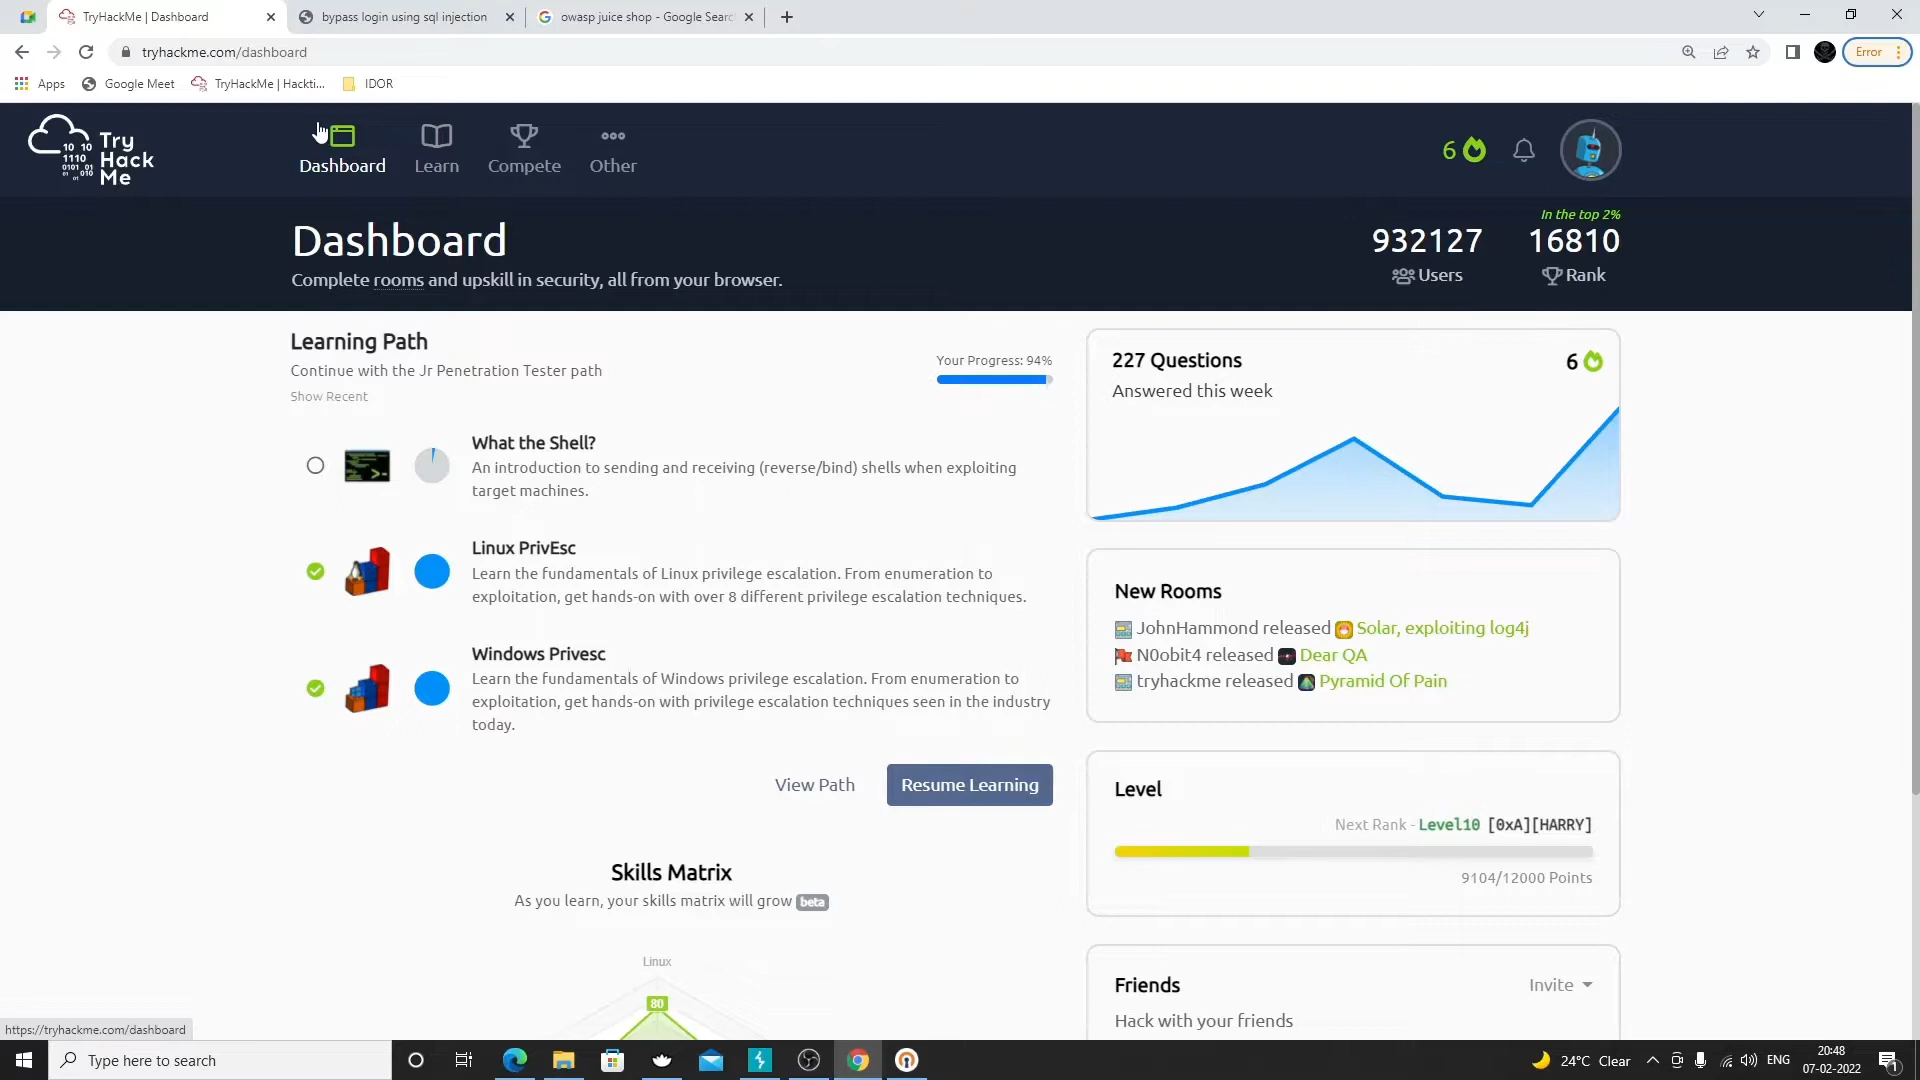 TryHackMe | Dashboard
bypass login using sql injection
owasp juice shop - Google Searc
tryhackme.com/dashboard
Error
Apps
Google Meet
TryHackMe | Hackti...
IDOR
Try
Hack
Me
Dashboard
Learn
Compete
Other
6
Dashboard
Complete rooms and upskill in security, all from your browser.
932127
Users
In the top 2%
16810
Rank
Learning Path
Continue with the Jr Penetration Tester path
Show Recent
Your Progress: 94%
What the Shell?
An introduction to sending and receiving (reverse/bind) shells when exploiting
target machines.
Linux PrivEsc
Learn the fundamentals of Linux privilege escalation. From enumeration to
exploitation, get hands-on with over 8 different privilege escalation techniques.
Windows Privesc
Learn the fundamentals of Windows privilege escalation. From enumeration to
exploitation, get hands-on with privilege escalation techniques seen in the industry
today.
View Path
Resume Learning
Skills Matrix
As you learn, your skills matrix will grow beta
Linux
80
227 Questions
6
Answered this week
New Rooms
JohnHammond released Solar, exploiting log4j
N0obit4 released Dear QA
tryhackme released Pyramid Of Pain
Level
Next Rank - Level10 [0xA][HARRY]
9104/12000 Points
Friends
Invite
Hack with your friends
https://tryhackme.com/dashboard
Type here to search
24°C Clear
ENG
20:48
07-02-2022
1